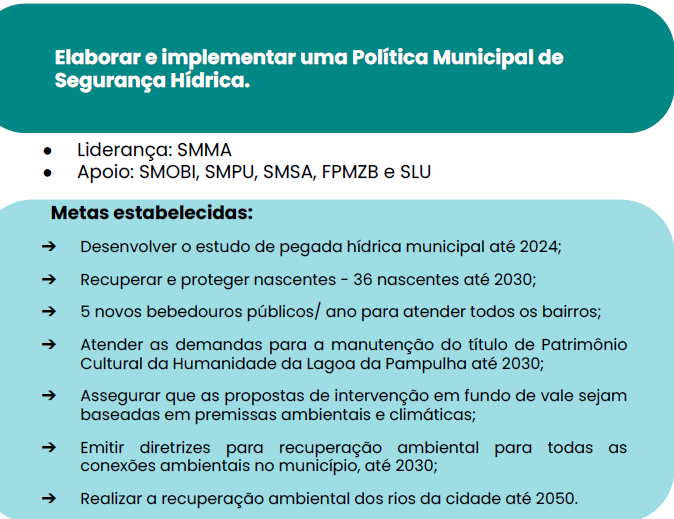 Elaborar e implementar uma Política Municipal de
Segurança Hídrica.
● Liderança: SMMA
● Apoio: SMOBI, SMPU, SMSA, FPMZB e SLU
Metas estabelecidas:
➔ Desenvolver o estudo de pegada hídrica municipal até 2024;
➔ Recuperar e proteger nascentes - 36 nascentes até 2030;
➔ 5 novos bebedouros públicos/ ano para atender todos os bairros;
➔ Atender as demandas para a manutenção do título de Patrimônio
Cultural da Humanidade da Lagoa da Pampulha até 2030;
➔ Assegurar que as propostas de intervenção em fundo de vale sejam
baseadas em premissas ambientais e climáticas;
➔ Emitir diretrizes para recuperação ambiental para todas as
conexões ambientais no município, até 2030;
➔ Realizar a recuperação ambiental dos rios da cidade até 2050.